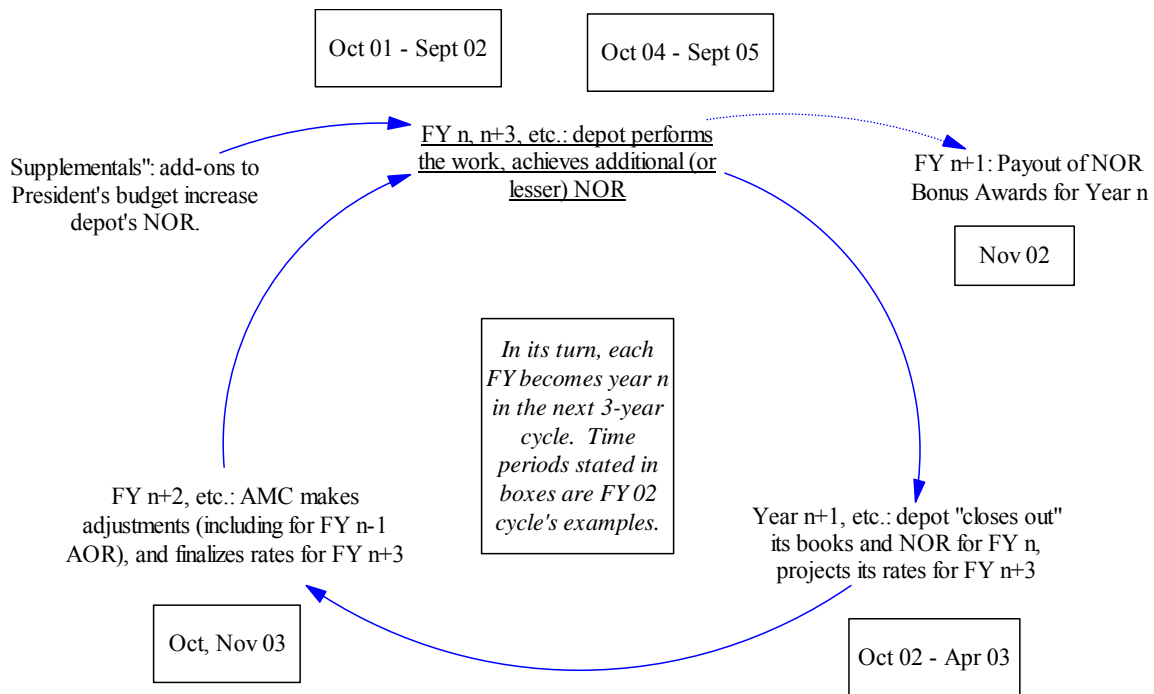 Oct 01 - Sept 02
Oct 04 - Sept 05
FY n, n+3, etc.: depot performs
the work, achieves additional (or
lesser) NOR
Supplementals": add-ons to
President's budget increase
depot's NOR.
FY n+1: Payout of NOR
Bonus Awards for Year n
Nov 02
In its turn, each
FY becomes year n
in the next 3-year
cycle. Time
periods stated in
boxes are FY 02
cycle's examples.
FY n+2, etc.: AMC makes
adjustments (including for FY n-1
AOR), and finalizes rates for FY n+3
Year n+1, etc.: depot "closes out"
its books and NOR for FY n,
projects its rates for FY n+3
Oct, Nov 03
Oct 02 - Apr 03